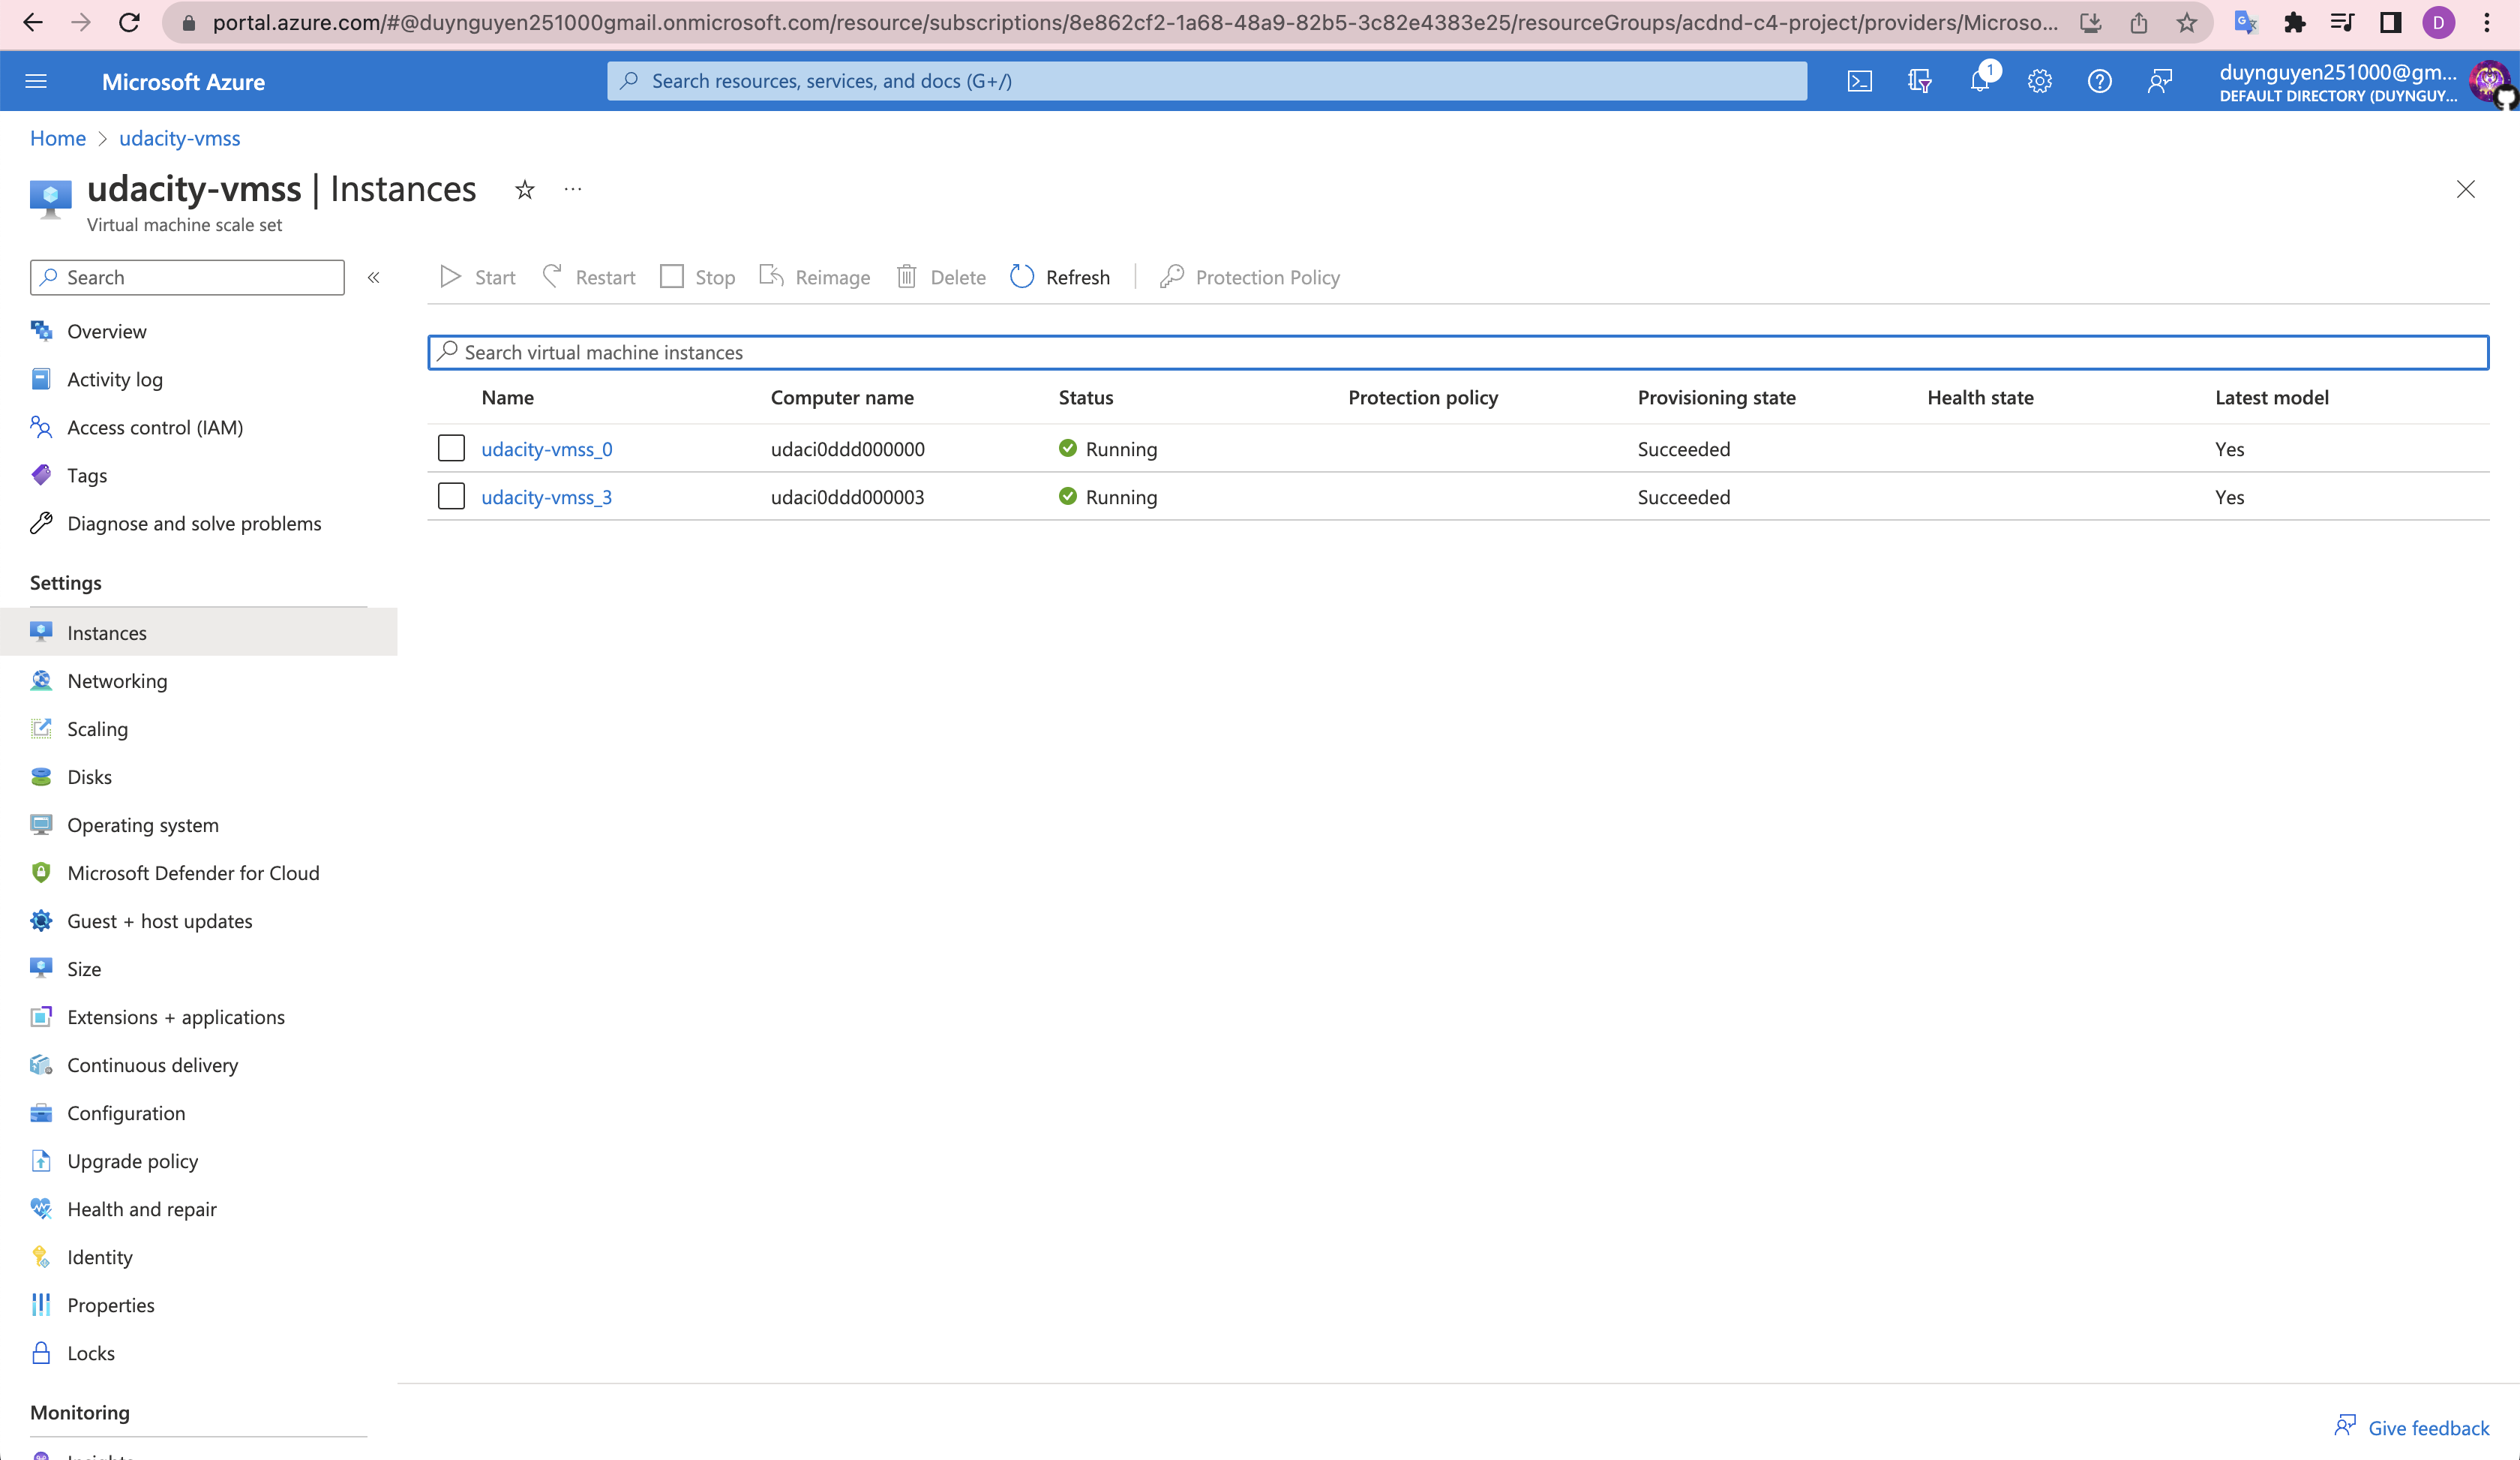 portal.azure.com/#@duynguyen251000gmail.onmicrosoft.com/resource/subscriptions/8e862cf2-1a68-48a9-82b5-3c82e4383e25/resourceGroups/acdnd-c4-project/providers/Microso...
D
Microsoft Azure
Search resources, services, and docs (G+/)
1
duynguyen251000@gm...
DEFAULT DIRECTORY (DUYNGUY...
Home > udacity-vmss
udacity-vmss | Instances
Virtual machine scale set
Search
Start Restart Stop Reimage Delete Refresh Protection Policy
Search virtual machine instances
Name Computer name Status Protection policy Provisioning state Health state Latest model
udacity-vmss_0 udaci0ddd000000 Running Succeeded Yes
udacity-vmss_3 udaci0ddd000003 Running Succeeded Yes
Overview
Activity log
Access control (IAM)
Tags
Diagnose and solve problems
Settings
Instances
Networking
Scaling
Disks
Operating system
Microsoft Defender for Cloud
Guest + host updates
Size
Extensions + applications
Continuous delivery
Configuration
Upgrade policy
Health and repair
Identity
Properties
Locks
Monitoring
Give feedback